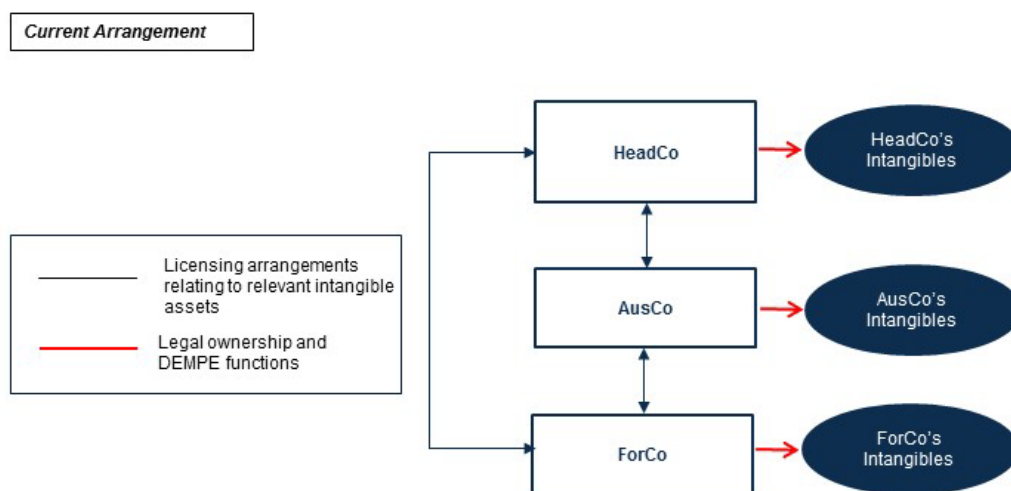 Current Arrangement
HeadCo
HeadCo's
Intangibles
Licensing arrangements
relating to relevant intangible
assets
Legal ownership and
DEMPE functions
AusCo
AusCo's
Intangibles
ForCo
ForCo's
Intangibles